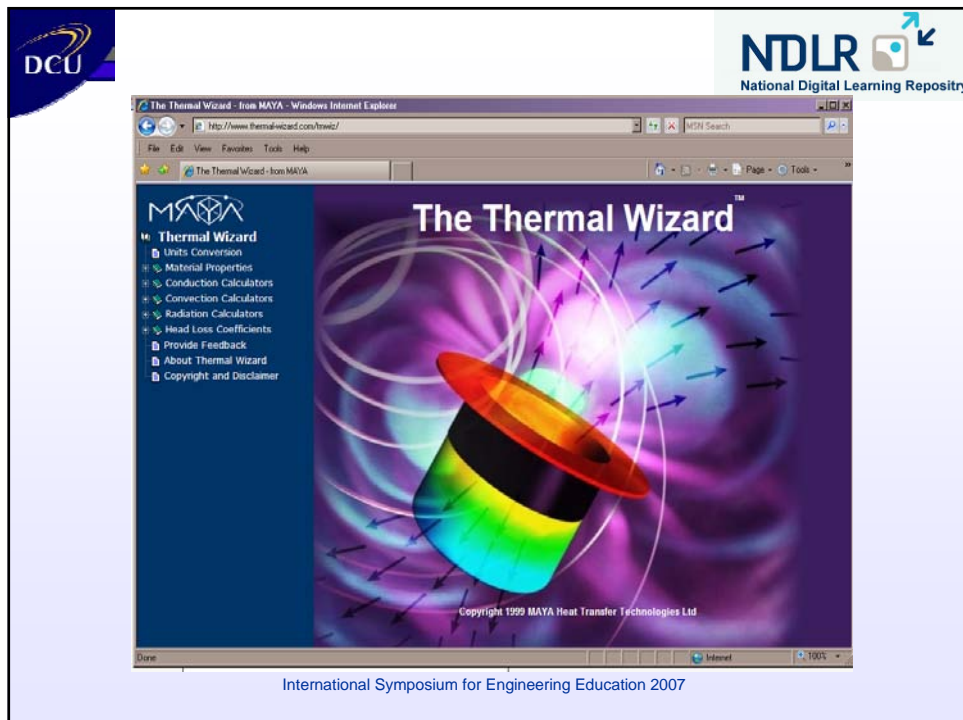 DCU
NDLR
National Digital Learning Repositry
The Thermal Wizard - from MAYA - Windows Internet Explorer
http://www.thermal-wizard.com/tmwiz/
MSN Search
File Edit View Favorites Tools Help
The Thermal Wizard - from MAYA
Page Tools
MAYA
Thermal Wizard
Units Conversion
Material Properties
Conduction Calculators
Convection Calculators
Radiation Calculators
Head Loss Coefficients
Provide Feedback
About Thermal Wizard
Copyright and Disclaimer
The Thermal Wizard™
Copyright 1999 MAYA Heat Transfer Technologies Ltd
Done
Internet
100%
International Symposium for Engineering Education 2007